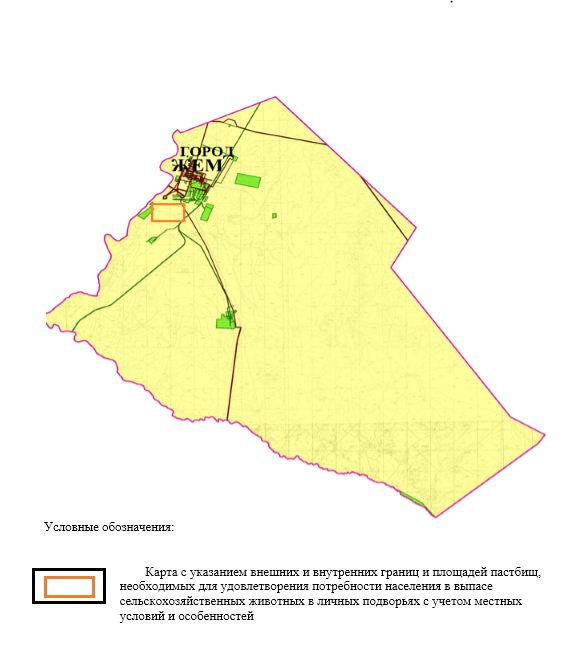 ГОРОД
ЖЕМ
Условные обозначения:
Карта с указанием внешних и внутренних границ и площадей пастбищ,
необходимых для удовлетворения потребности населения в выпасе
сельскохозяйственных животных в личных подворьях с учетом местных
условий и особенностей